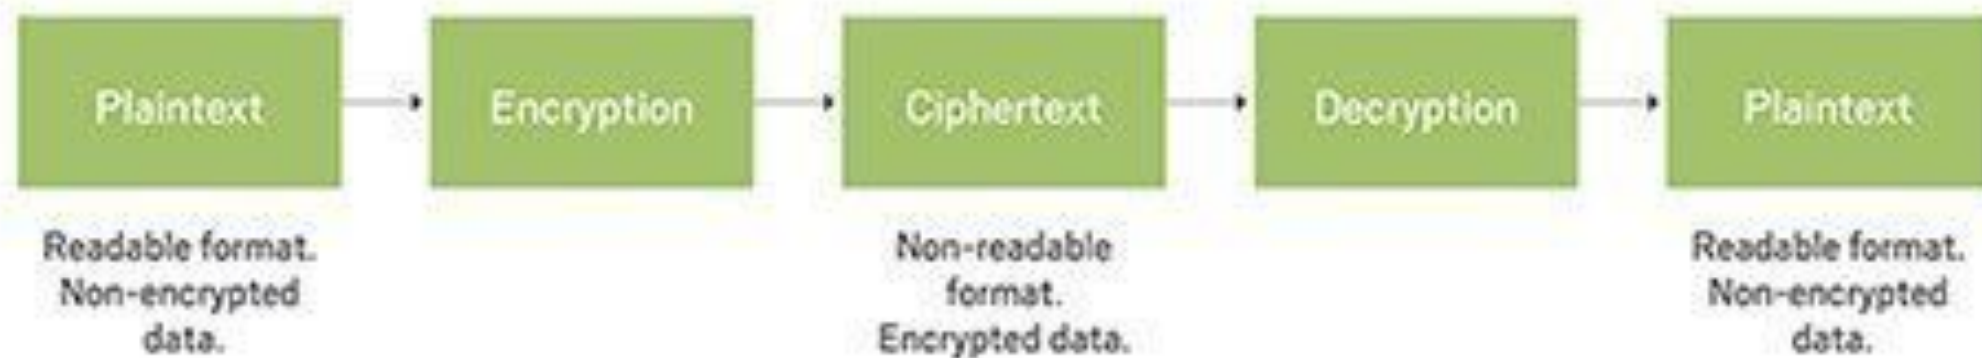 Plaintext
Encryption
Ciphertext
Decryption
Plaintext
Readable format.
Non-encrypted
data.
Non-readable
format.
Encrypted data.
Readable format.
Non-encrypted
data.